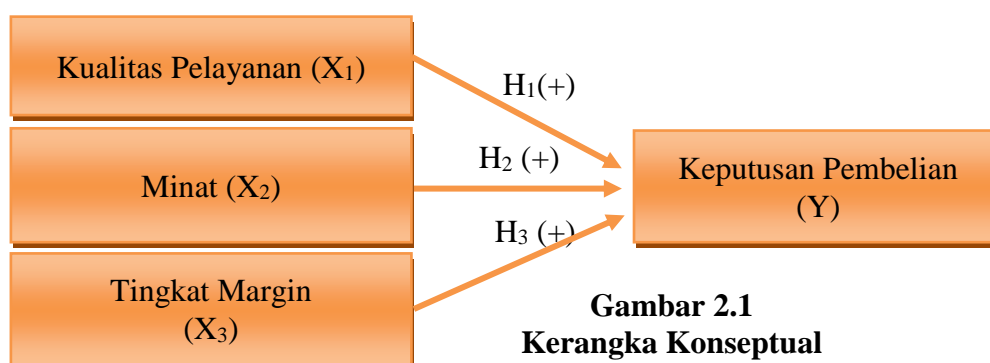 Kualitas Pelayanan (X₁)
H₁(+)
Minat (X₂)
H₂ (+)
Keputusan Pembelian
(Y)
H₃ (+)
Tingkat Margin
(X₃)
Gambar 2.1
Kerangka Konseptual